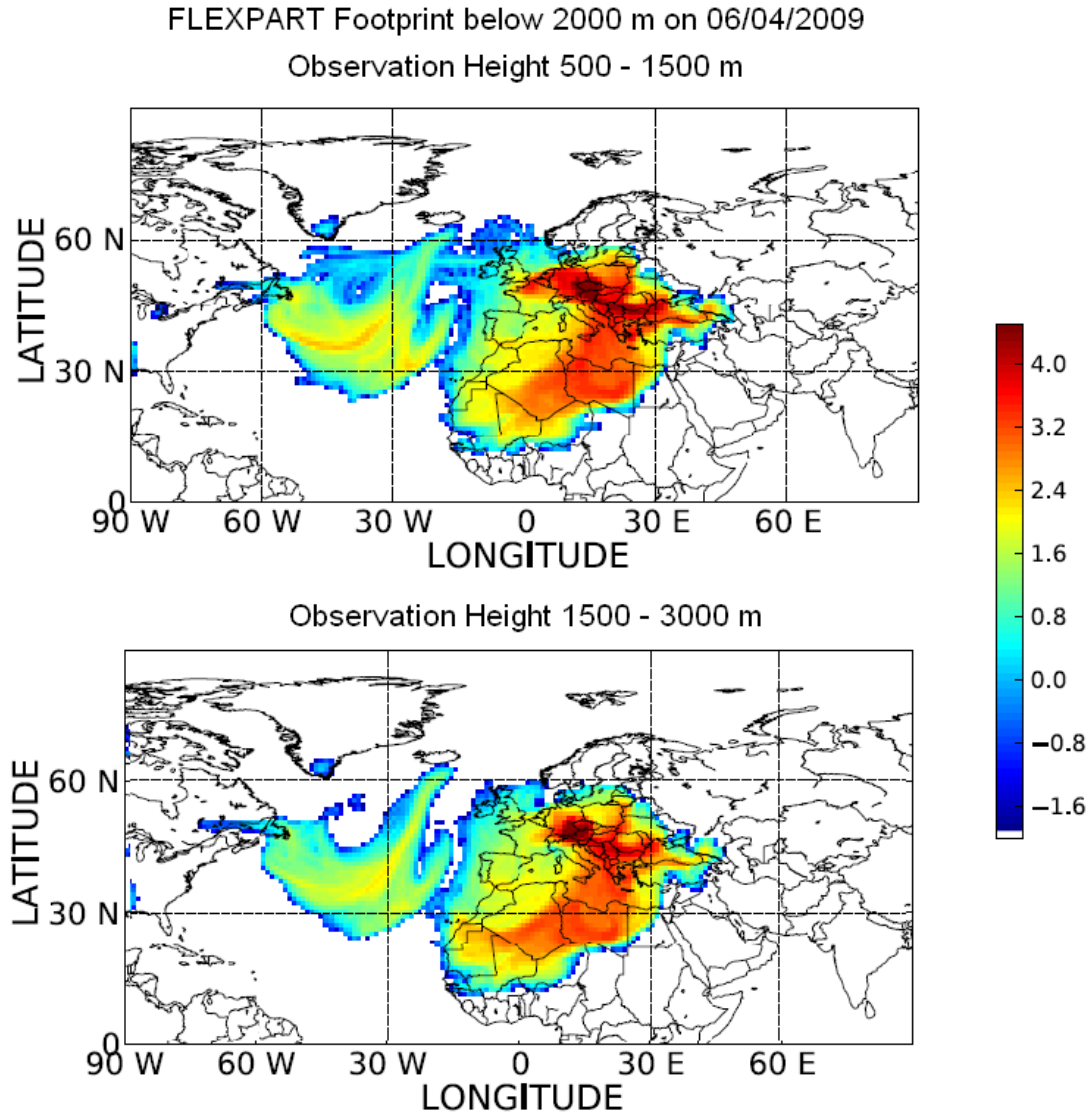 FLEXPART Footprint below 2000 m on 06/04/2009
Observation Height 500 - 1500 m
LATITUDE
60 N
30 N
0
90 W 60 W 30 W 0 30 E 60 E
LONGITUDE
4.0
3.2
2.4
1.6
0.8
0.0
−0.8
−1.6
Observation Height 1500 - 3000 m
LATITUDE
60 N
30 N
0
90 W 60 W 30 W 0 30 E 60 E
LONGITUDE